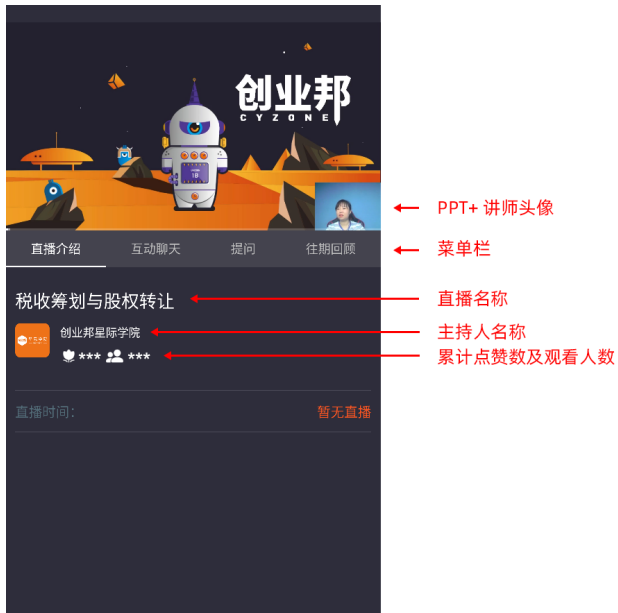 创业邦
CYZONE
PPT+ 讲师头像
直播介绍 互动聊天 提问 往期回顾
菜单栏
税收筹划与股权转让
直播名称
创业邦星际学院
主持人名称
*** ***
累计点赞数及观看人数
直播时间：
暂无直播